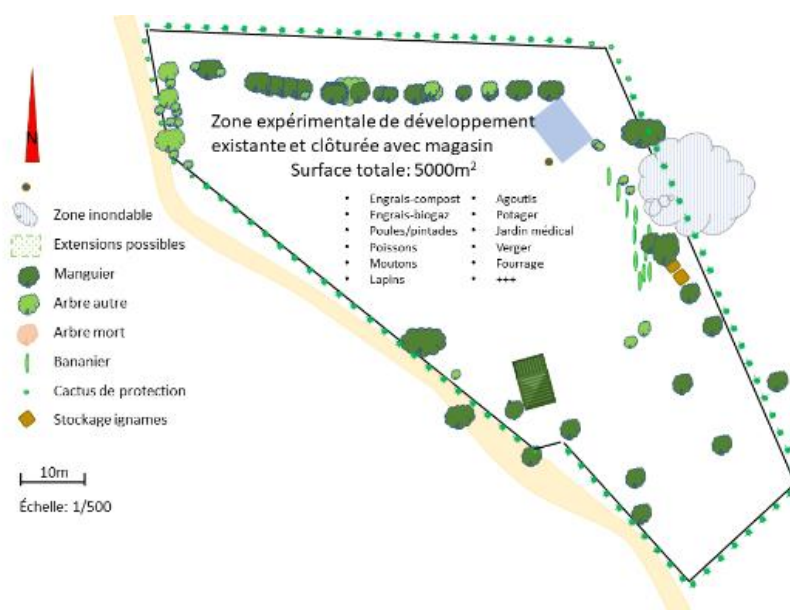 Zone expérimentale de développement
existante et clôturée avec magasin
Surface totale: 5000m²
• Engrais-compost
• Engrais-biogaz
• Poules/pintades
• Poissons
• Moutons
• Lapins
• Agoutis
• Potager
• Jardin médical
• Verger
• Fourrage
• +++
N
Zone inondable
Extensions possibles
Manguier
Arbre autre
Arbre mort
Bananier
Cactus de protection
Stockage ignames
10m
Échelle: 1/500